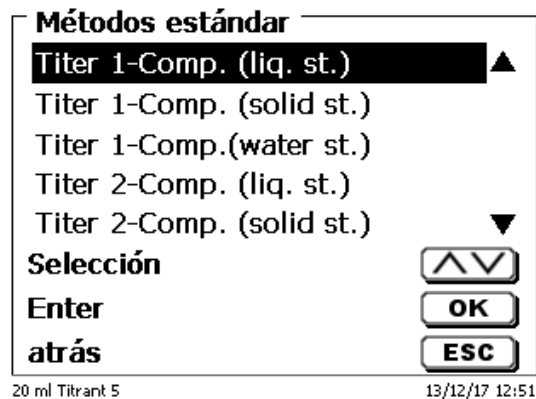 Métodos estándar
Titer 1-Comp. (liq. st.)
Titer 1-Comp. (solid st.)
Titer 1-Comp.(water st.)
Titer 2-Comp. (liq. st.)
Titer 2-Comp. (solid st.)
Selección
Enter OK
atrás ESC
20 ml Titrant 5 13/12/17 12:51